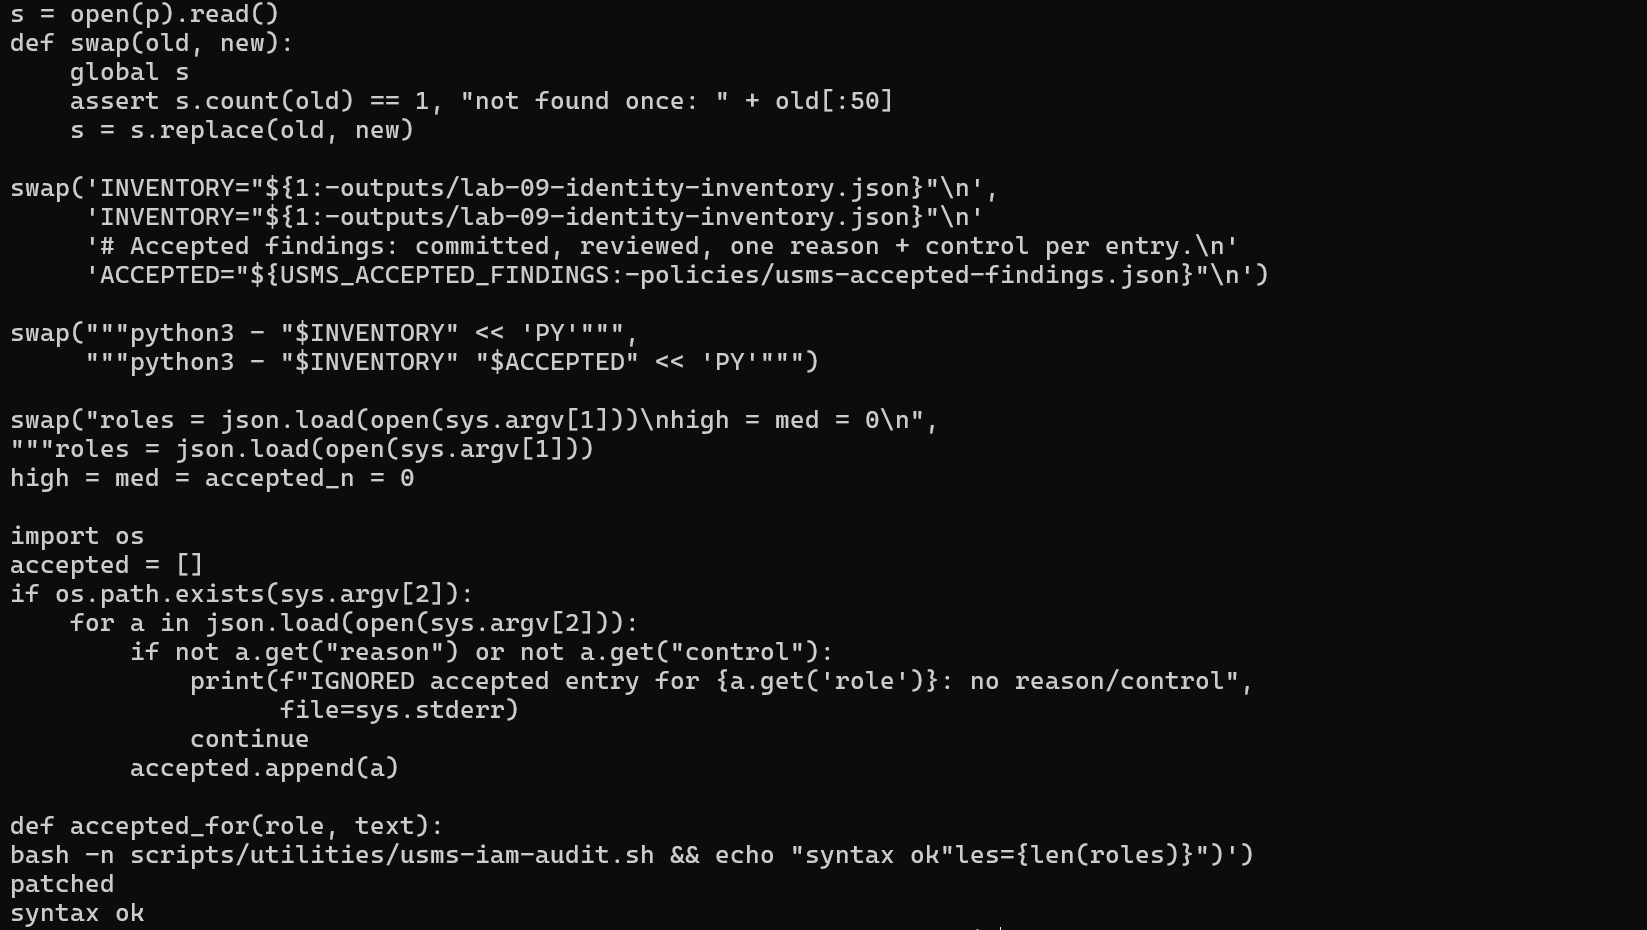 s = open(p).read()
def swap(old, new):
    global s
    assert s.count(old) == 1, "not found once: " + old[:50]
    s = s.replace(old, new)

swap('INVENTORY="${1:-outputs/lab-09-identity-inventory.json}"\n',
     'INVENTORY="${1:-outputs/lab-09-identity-inventory.json}"\n'
     '# Accepted findings: committed, reviewed, one reason + control per entry.\n'
     'ACCEPTED="${USMS_ACCEPTED_FINDINGS:-policies/usms-accepted-findings.json}"\n')

swap("""python3 - "$INVENTORY" << 'PY'""",
     """python3 - "$INVENTORY" "$ACCEPTED" << 'PY'""")

swap("roles = json.load(open(sys.argv[1]))\nhigh = med = 0\n",
"""roles = json.load(open(sys.argv[1]))
high = med = accepted_n = 0

import os
accepted = []
if os.path.exists(sys.argv[2]):
    for a in json.load(open(sys.argv[2])):
        if not a.get("reason") or not a.get("control"):
            print(f"IGNORED accepted entry for {a.get('role')}: no reason/control",
                  file=sys.stderr)
            continue
        accepted.append(a)

def accepted_for(role, text):
bash -n scripts/utilities/usms-iam-audit.sh && echo "syntax ok"les={len(roles)}")')
patched
syntax ok